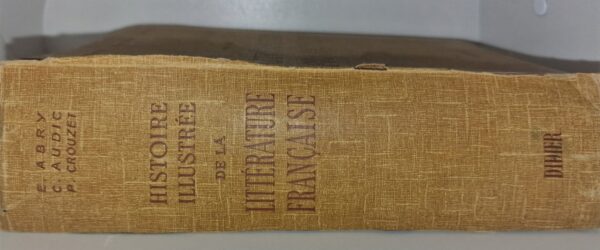 E. ABRY
C. AUDIC
P. CROUZET
HISTOIRE
ILLUSTRÉE
DE LA
LITTÉRATURE
FRANÇAISE
DIDIER